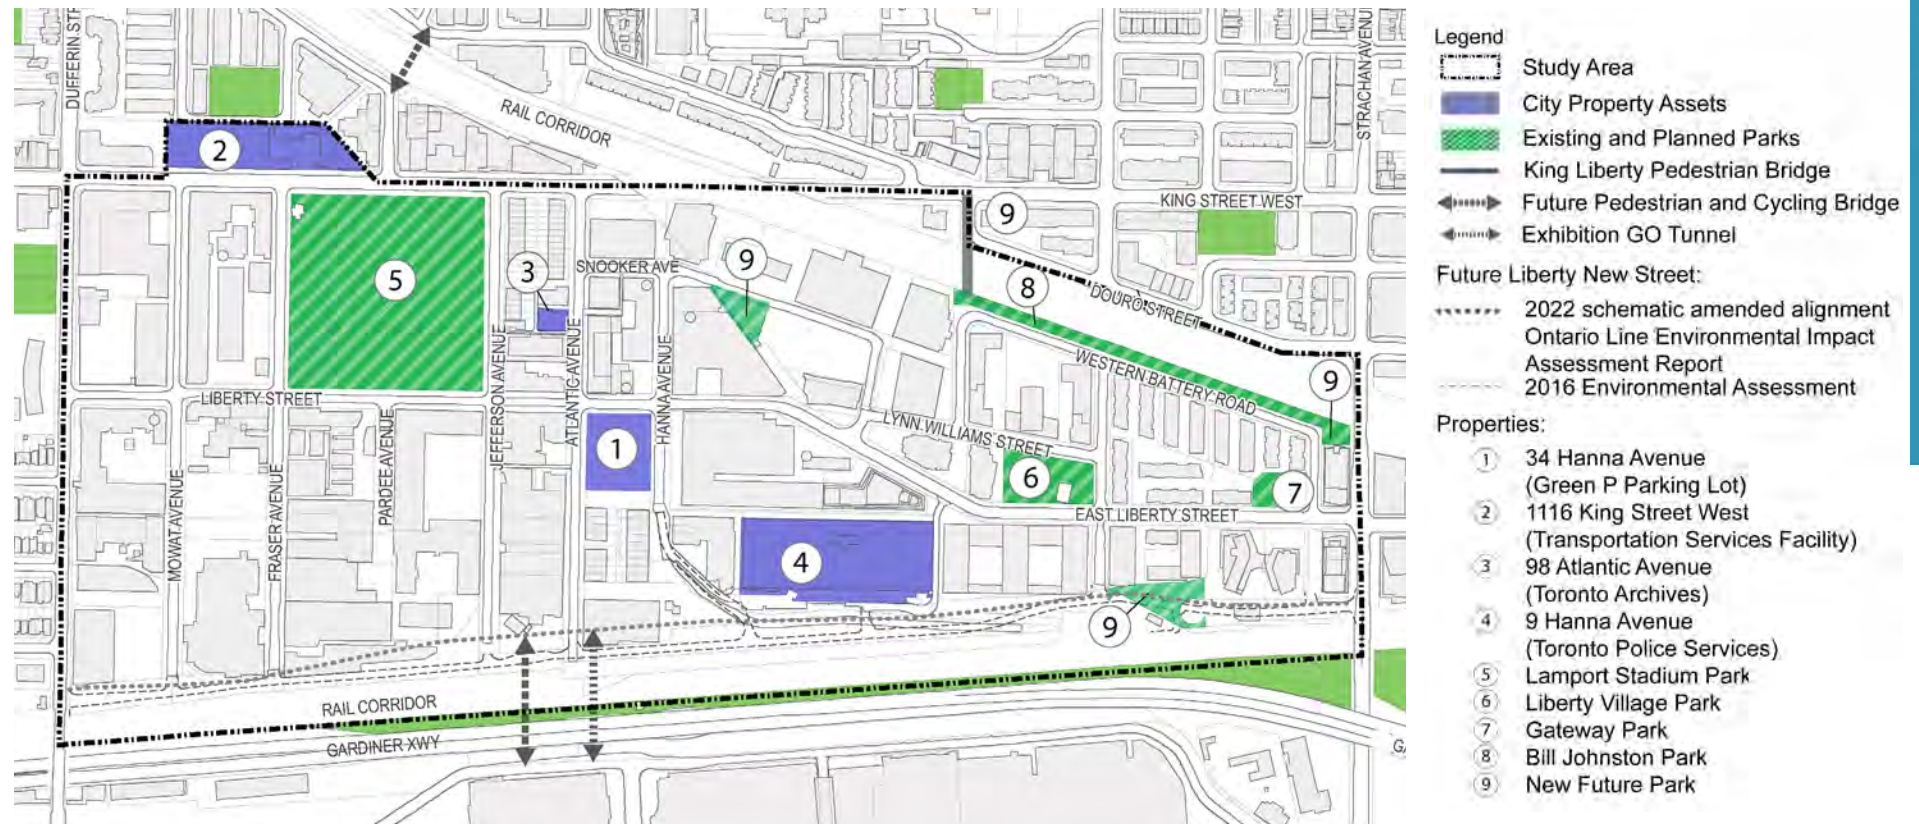 DUFFERIN STR
RAIL CORRIDOR
STRACHAN AVENU
2
9
KING STREET WEST
5
3
SNOOKER AVE
9
8
DOURO STREET
JEFFERSON AVENUE
ATLANTIC AVENUE
HANNA AVENUE
WESTERN BATTERY ROAD
9
LIBERTY STREET
LYNN WILLIAMS STREET
1
6
7
EAST LIBERTY STREET
MOWAT AVENUE
FRASER AVENUE
PARDEE AVENUE
4
9
RAIL CORRIDOR
GARDINER XWY
GA
Legend
Study Area
City Property Assets
Existing and Planned Parks
King Liberty Pedestrian Bridge
Future Pedestrian and Cycling Bridge
Exhibition GO Tunnel
Future Liberty New Street:
2022 schematic amended alignment
Ontario Line Environmental Impact
Assessment Report
2016 Environmental Assessment
Properties:
1 34 Hanna Avenue
(Green P Parking Lot)
2 1116 King Street West
(Transportation Services Facility)
3 98 Atlantic Avenue
(Toronto Archives)
4 9 Hanna Avenue
(Toronto Police Services)
5 Lamport Stadium Park
6 Liberty Village Park
7 Gateway Park
8 Bill Johnston Park
9 New Future Park